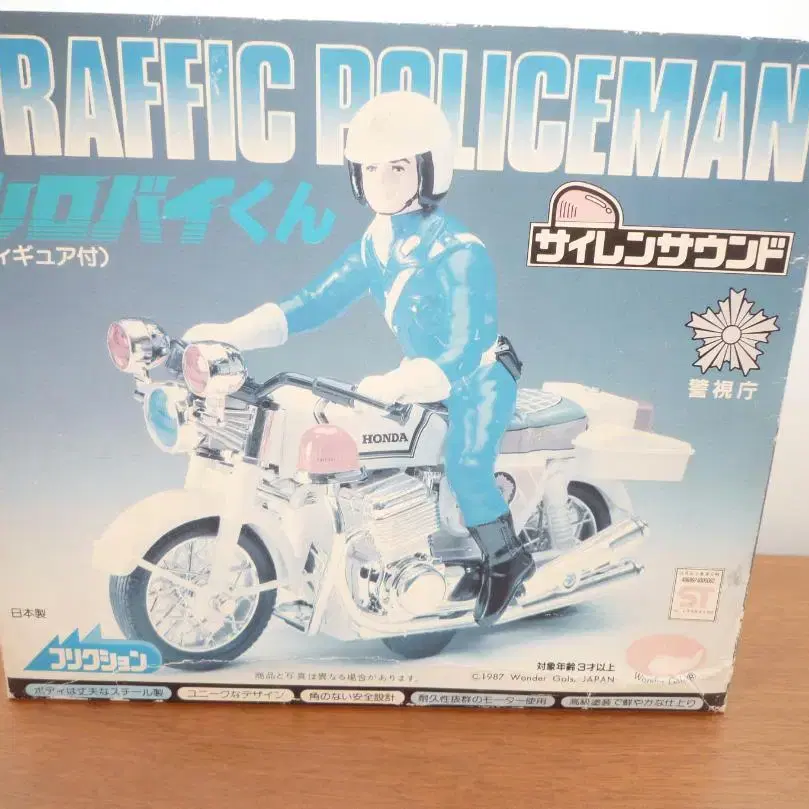 RAFFIC POLICEMAN
シロバイくん
ィギュア付)
サイレンサウンド
警視庁
HONDA
日本製
フリクション
ST
対象年齢3才以上
商品と写真は異なる場合があります。
C.1987 Wonder Gals, JAPAN
Wonder Gals®
ボディは丈夫なスチール製
ユニークなデザイン
角のない安全設計
耐久性抜群のモーター使用
高級塗装で鮮やかな仕上り